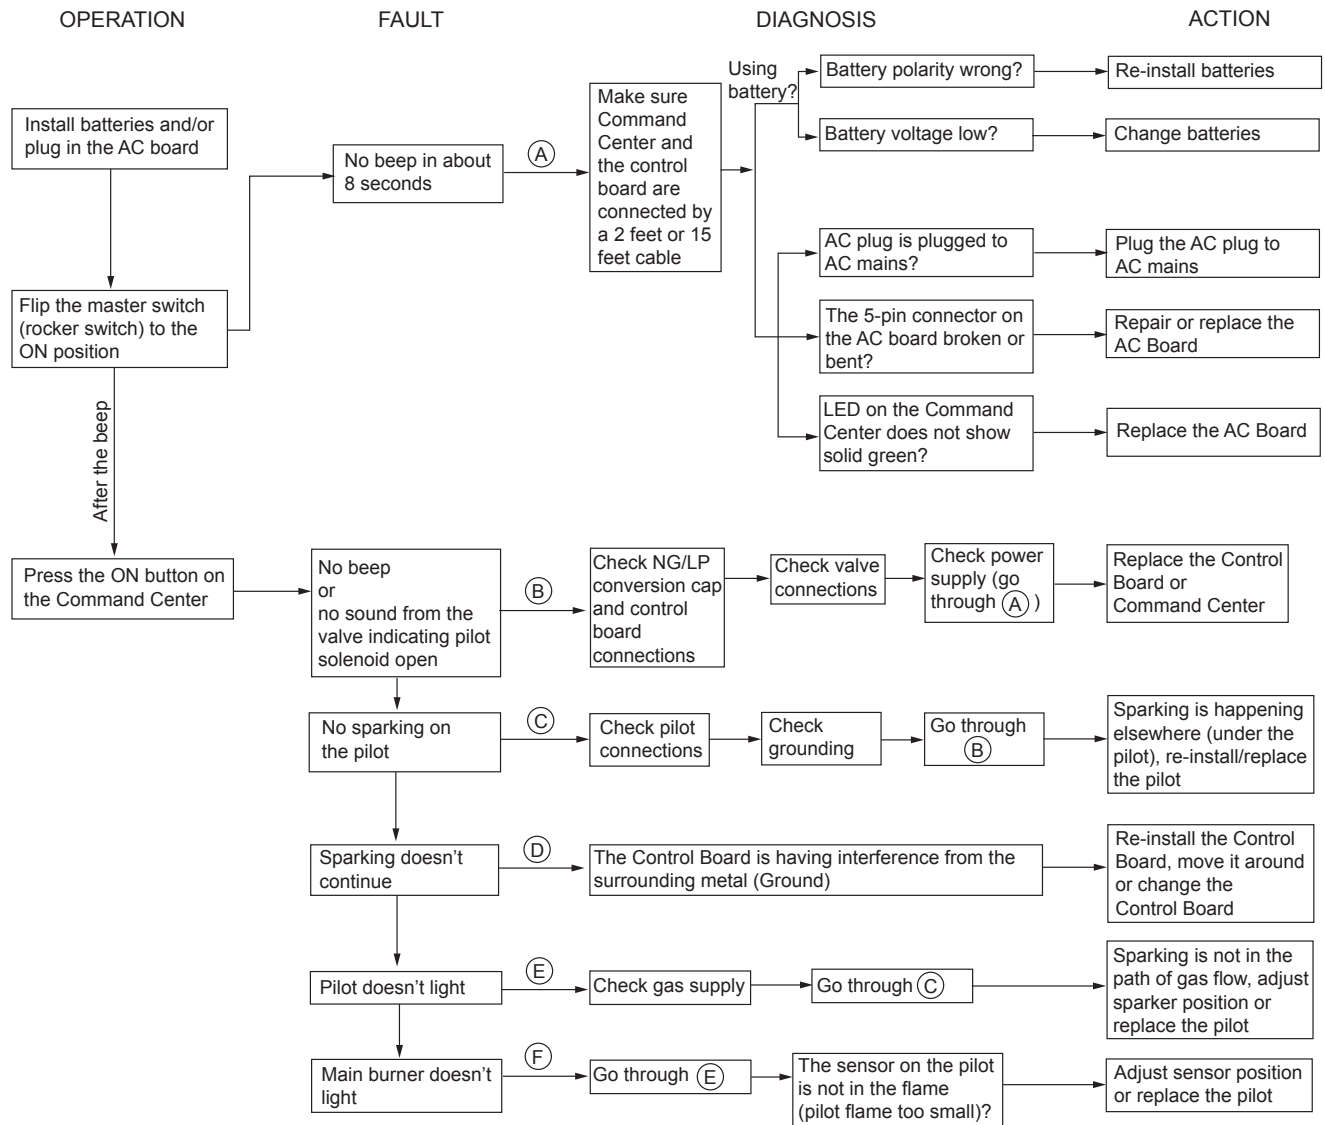 OPERATION
FAULT
DIAGNOSIS
ACTION
Install batteries and/or
plug in the AC board
Flip the master switch
(rocker switch) to the
ON position
After the beep
No beep in about
8 seconds
A
Make sure
Command
Center and
the control
board are
connected by
a 2 feet or 15
feet cable
Using
battery?
Battery polarity wrong?
Re-install batteries
Battery voltage low?
Change batteries
AC plug is plugged to
AC mains?
Plug the AC plug to
AC mains
The 5-pin connector on
the AC board broken or
bent?
Repair or replace the
AC Board
LED on the Command
Center does not show
solid green?
Replace the AC Board
Press the ON button on
the Command Center
No beep
or
no sound from the
valve indicating pilot
solenoid open
B
Check NG/LP
conversion cap
and control
board
connections
Check valve
connections
Check power
supply (go
through A )
Replace the Control
Board or
Command Center
No sparking on
the pilot
C
Check pilot
connections
Check
grounding
Go through
B
Sparking is happening
elsewhere (under the
pilot), re-install/replace
the pilot
Sparking doesn't
continue
D
The Control Board is having interference from the
surrounding metal (Ground)
Re-install the Control
Board, move it around
or change the
Control Board
Pilot doesn't light
E
Check gas supply
Go through C
Sparking is not in the
path of gas flow, adjust
sparker position or
replace the pilot
Main burner doesn't
light
F
Go through E
The sensor on the pilot
is not in the flame
(pilot flame too small)?
Adjust sensor position
or replace the pilot